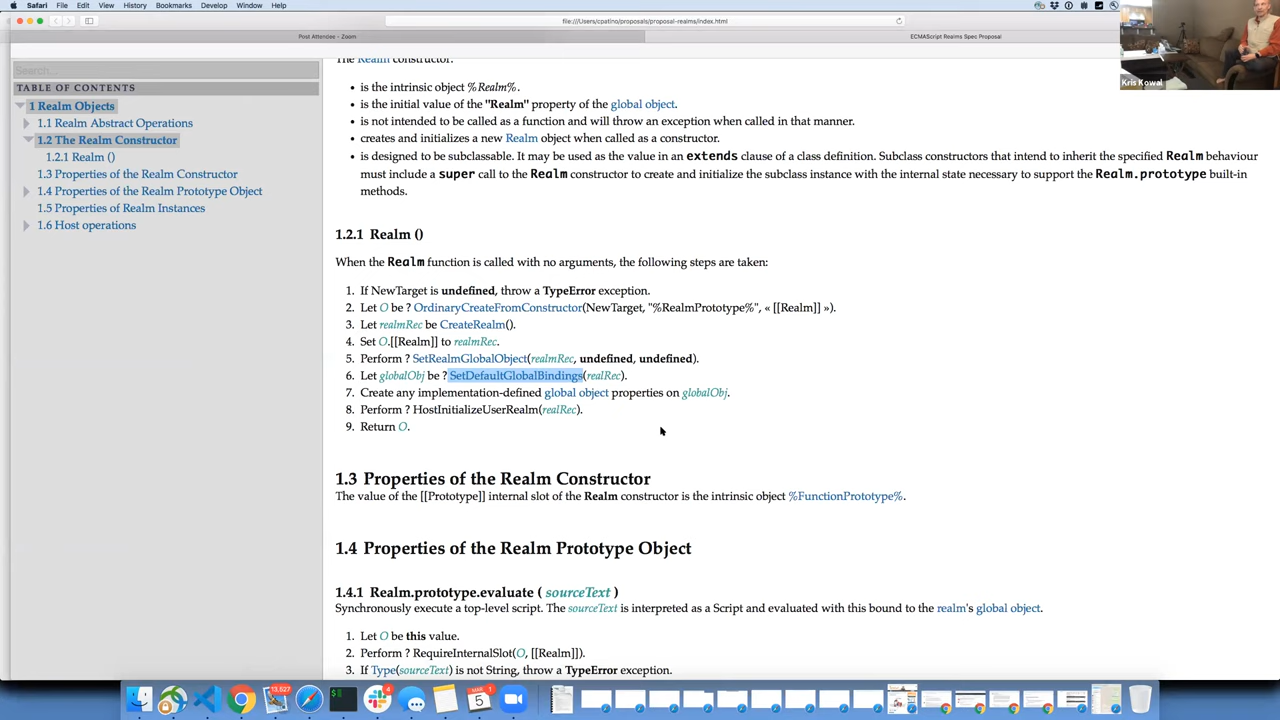 Safari File Edit View History Bookmarks Develop Window Help
file:///Users/cpatino/proposals/proposal-realms/index.html
Post Attendee - Zoom
ECMAScript Realms Spec Proposal
Kris Kowal
Search...
TABLE OF CONTENTS
1 Realm Objects
1.1 Realm Abstract Operations
1.2 The Realm Constructor
1.2.1 Realm ()
1.3 Properties of the Realm Constructor
1.4 Properties of the Realm Prototype Object
1.5 Properties of Realm Instances
1.6 Host operations
The Realm constructor:
• is the intrinsic object %Realm%.
• is the initial value of the "Realm" property of the global object.
• is not intended to be called as a function and will throw an exception when called in that manner.
• creates and initializes a new Realm object when called as a constructor.
• is designed to be subclassable. It may be used as the value in an extends clause of a class definition. Subclass constructors that intend to inherit the specified Realm behaviour
must include a super call to the Realm constructor to create and initialize the subclass instance with the internal state necessary to support the Realm.prototype built-in
methods.
1.2.1 Realm ()
When the Realm function is called with no arguments, the following steps are taken:
1. If NewTarget is undefined, throw a TypeError exception.
2. Let O be ? OrdinaryCreateFromConstructor(NewTarget, "%RealmPrototype%", « [[Realm]] »).
3. Let realmRec be CreateRealm().
4. Set O.[[Realm]] to realmRec.
5. Perform ? SetRealmGlobalObject(realmRec, undefined, undefined).
6. Let globalObj be ? SetDefaultGlobalBindings(realRec).
7. Create any implementation-defined global object properties on globalObj.
8. Perform ? HostInitializeUserRealm(realRec).
9. Return O.
1.3 Properties of the Realm Constructor
The value of the [[Prototype]] internal slot of the Realm constructor is the intrinsic object %FunctionPrototype%.
1.4 Properties of the Realm Prototype Object
1.4.1 Realm.prototype.evaluate ( sourceText )
Synchronously execute a top-level script. The sourceText is interpreted as a Script and evaluated with this bound to the realm's global object.
1. Let O be this value.
2. Perform ? RequireInternalSlot(O, [[Realm]]).
3. If Type(sourceText) is not String, throw a TypeError exception.
13,627
4
MAR
5
1